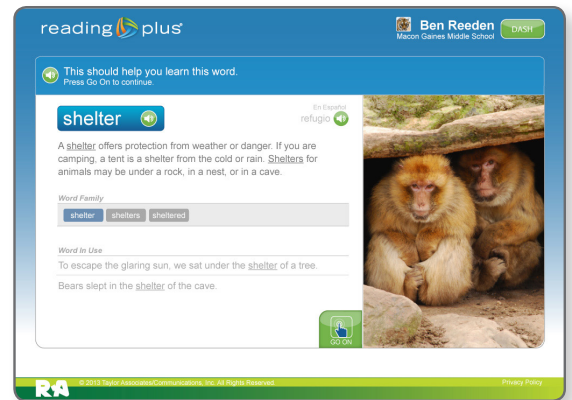 reading plus®
Ben Reeden
Macon Gaines Middle School
DASH
This should help you learn this word.
Press Go On to continue.
shelter
En Español
refugio
A shelter offers protection from weather or danger. If you are
camping, a tent is a shelter from the cold or rain. Shelters for
animals may be under a rock, in a nest, or in a cave.
Word Family
shelter shelters sheltered
Word In Use
To escape the glaring sun, we sat under the shelter of a tree.
Bears slept in the shelter of the cave.
GO ON
© 2013 Taylor Associates/Communications, Inc. All Rights Reserved.
Privacy Policy